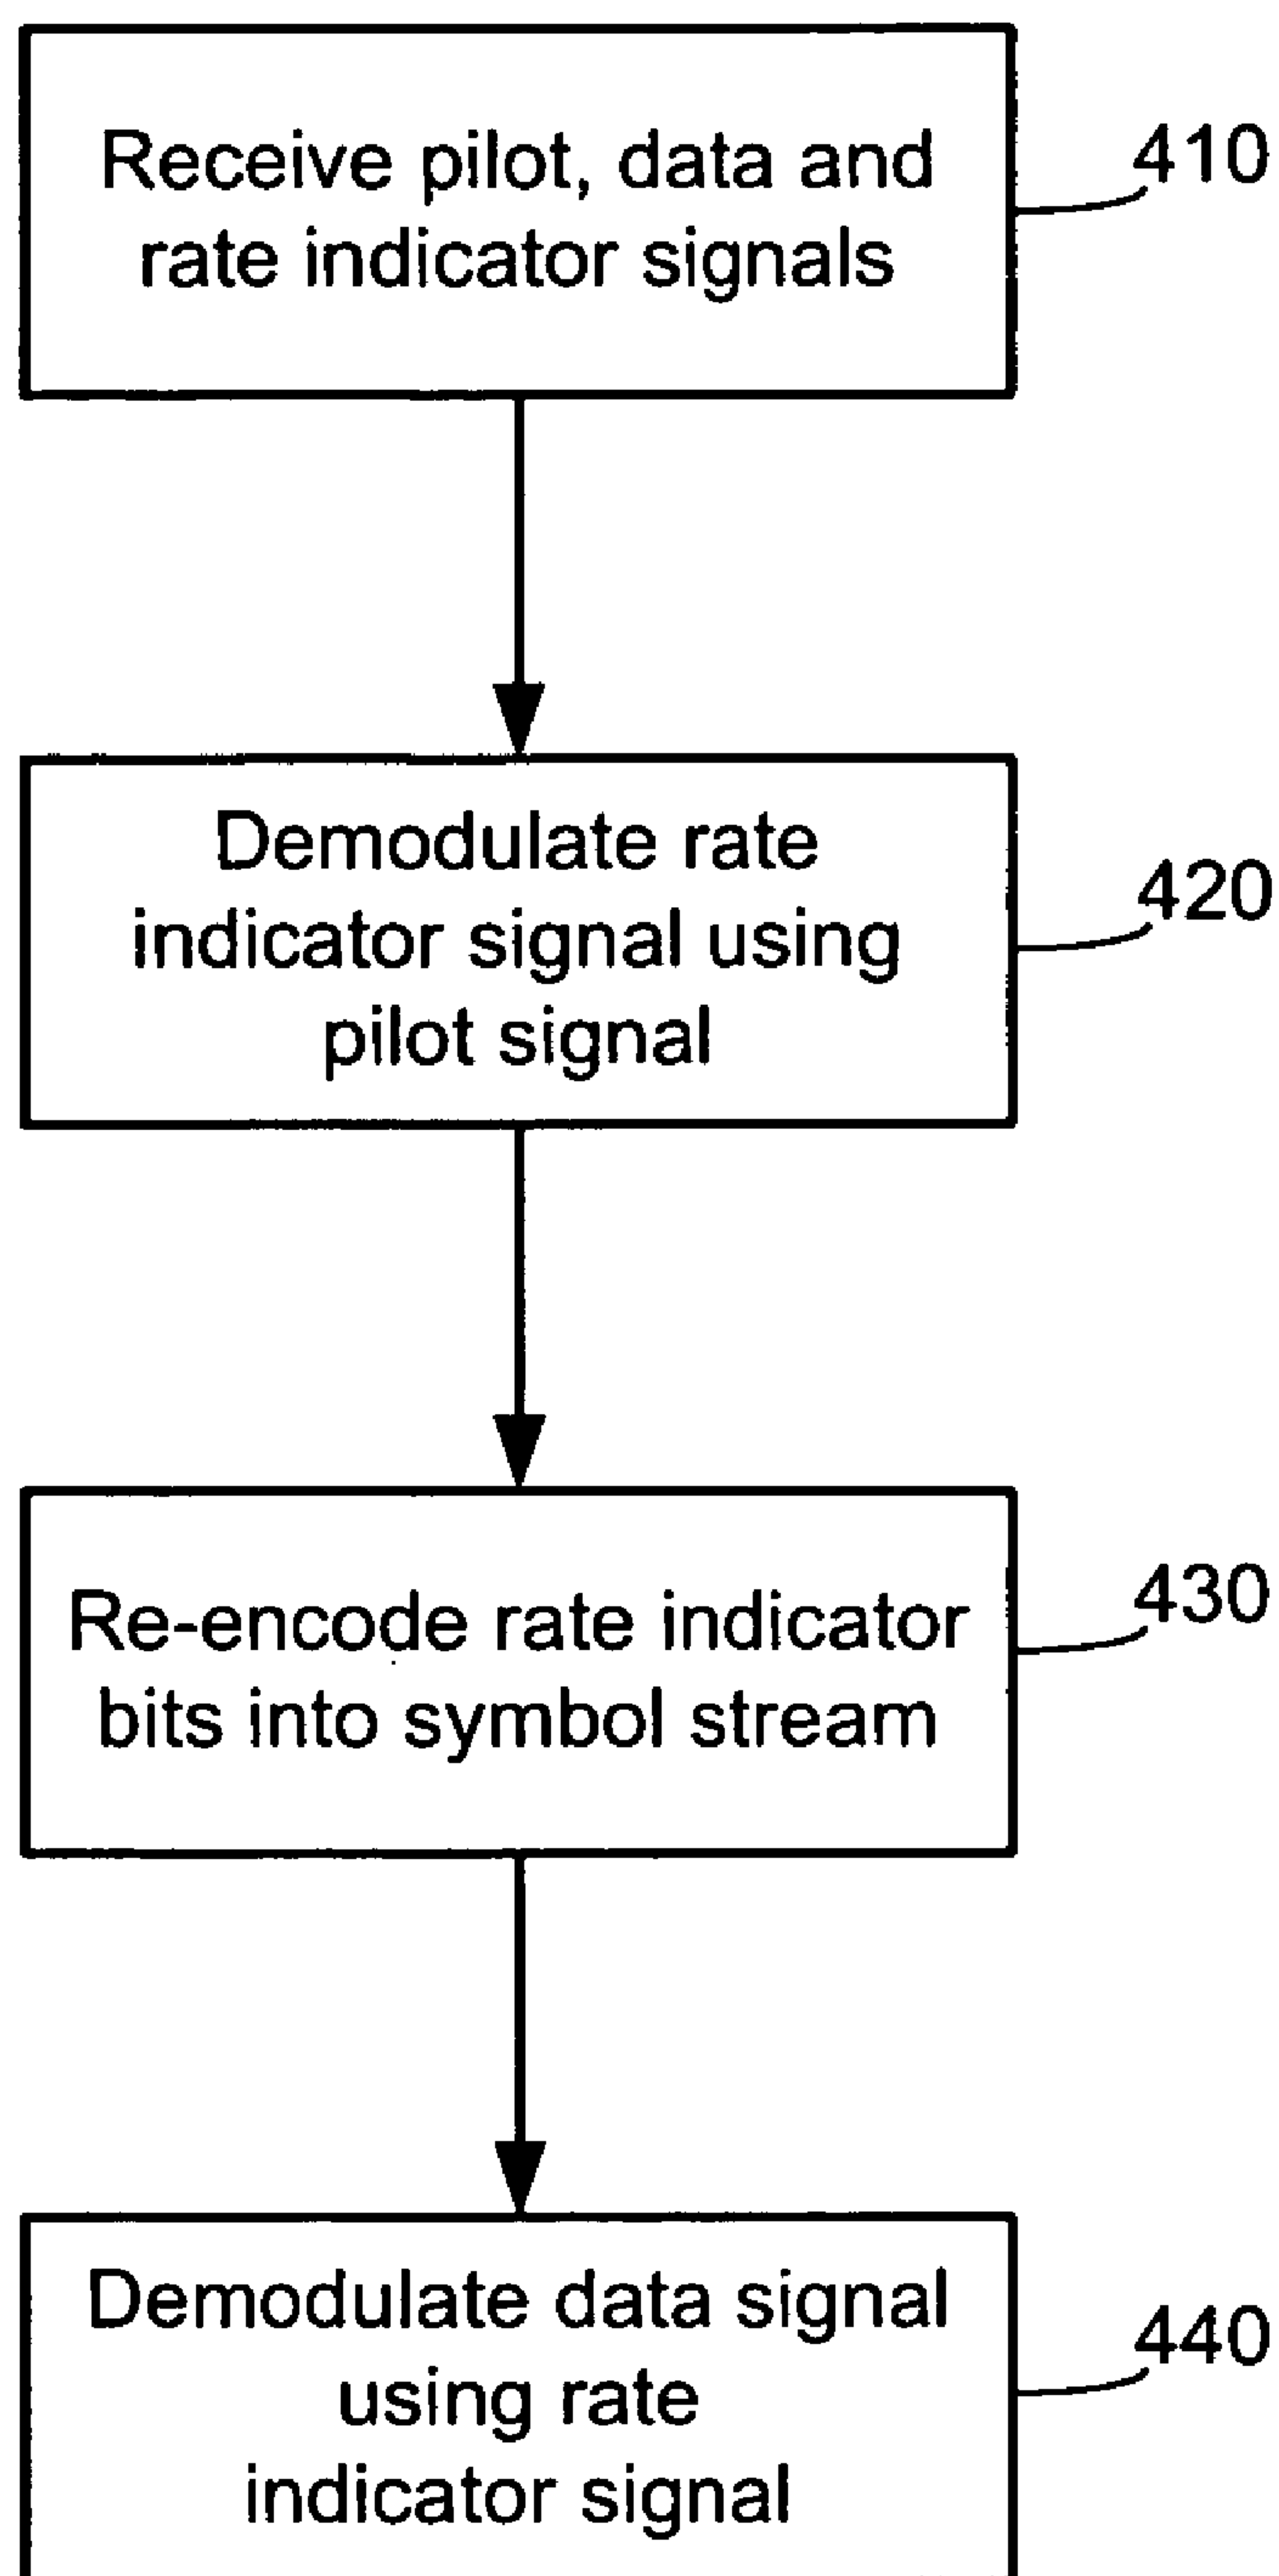 Receive pilot, data and
rate indicator signals
410
Demodulate rate
indicator signal using
pilot signal
420
Re-encode rate indicator
bits into symbol stream
430
Demodulate data signal
using rate
indicator signal
440